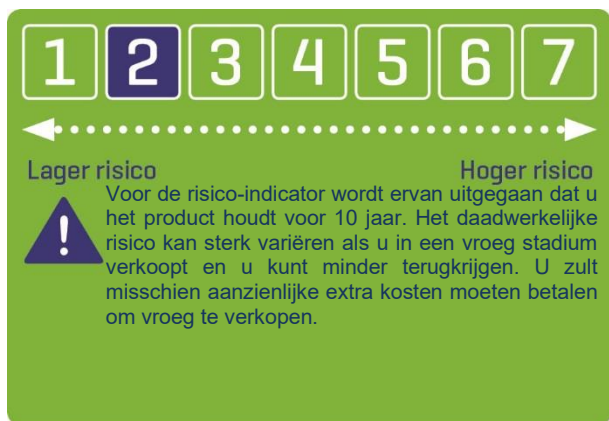 1 2 3 4 5 6 7
Lager risico Hoger risico
!
Voor de risico-indicator wordt ervan uitgegaan dat u
het product houdt voor 10 jaar. Het daadwerkelijke
risico kan sterk variëren als u in een vroeg stadium
verkoopt en u kunt minder terugkrijgen. U zult
misschien aanzienlijke extra kosten moeten betalen
om vroeg te verkopen.